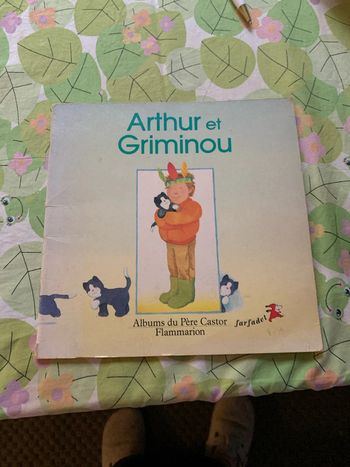 Arthur et
Griminou
Albums du Père Castor
Flammarion
farfadet